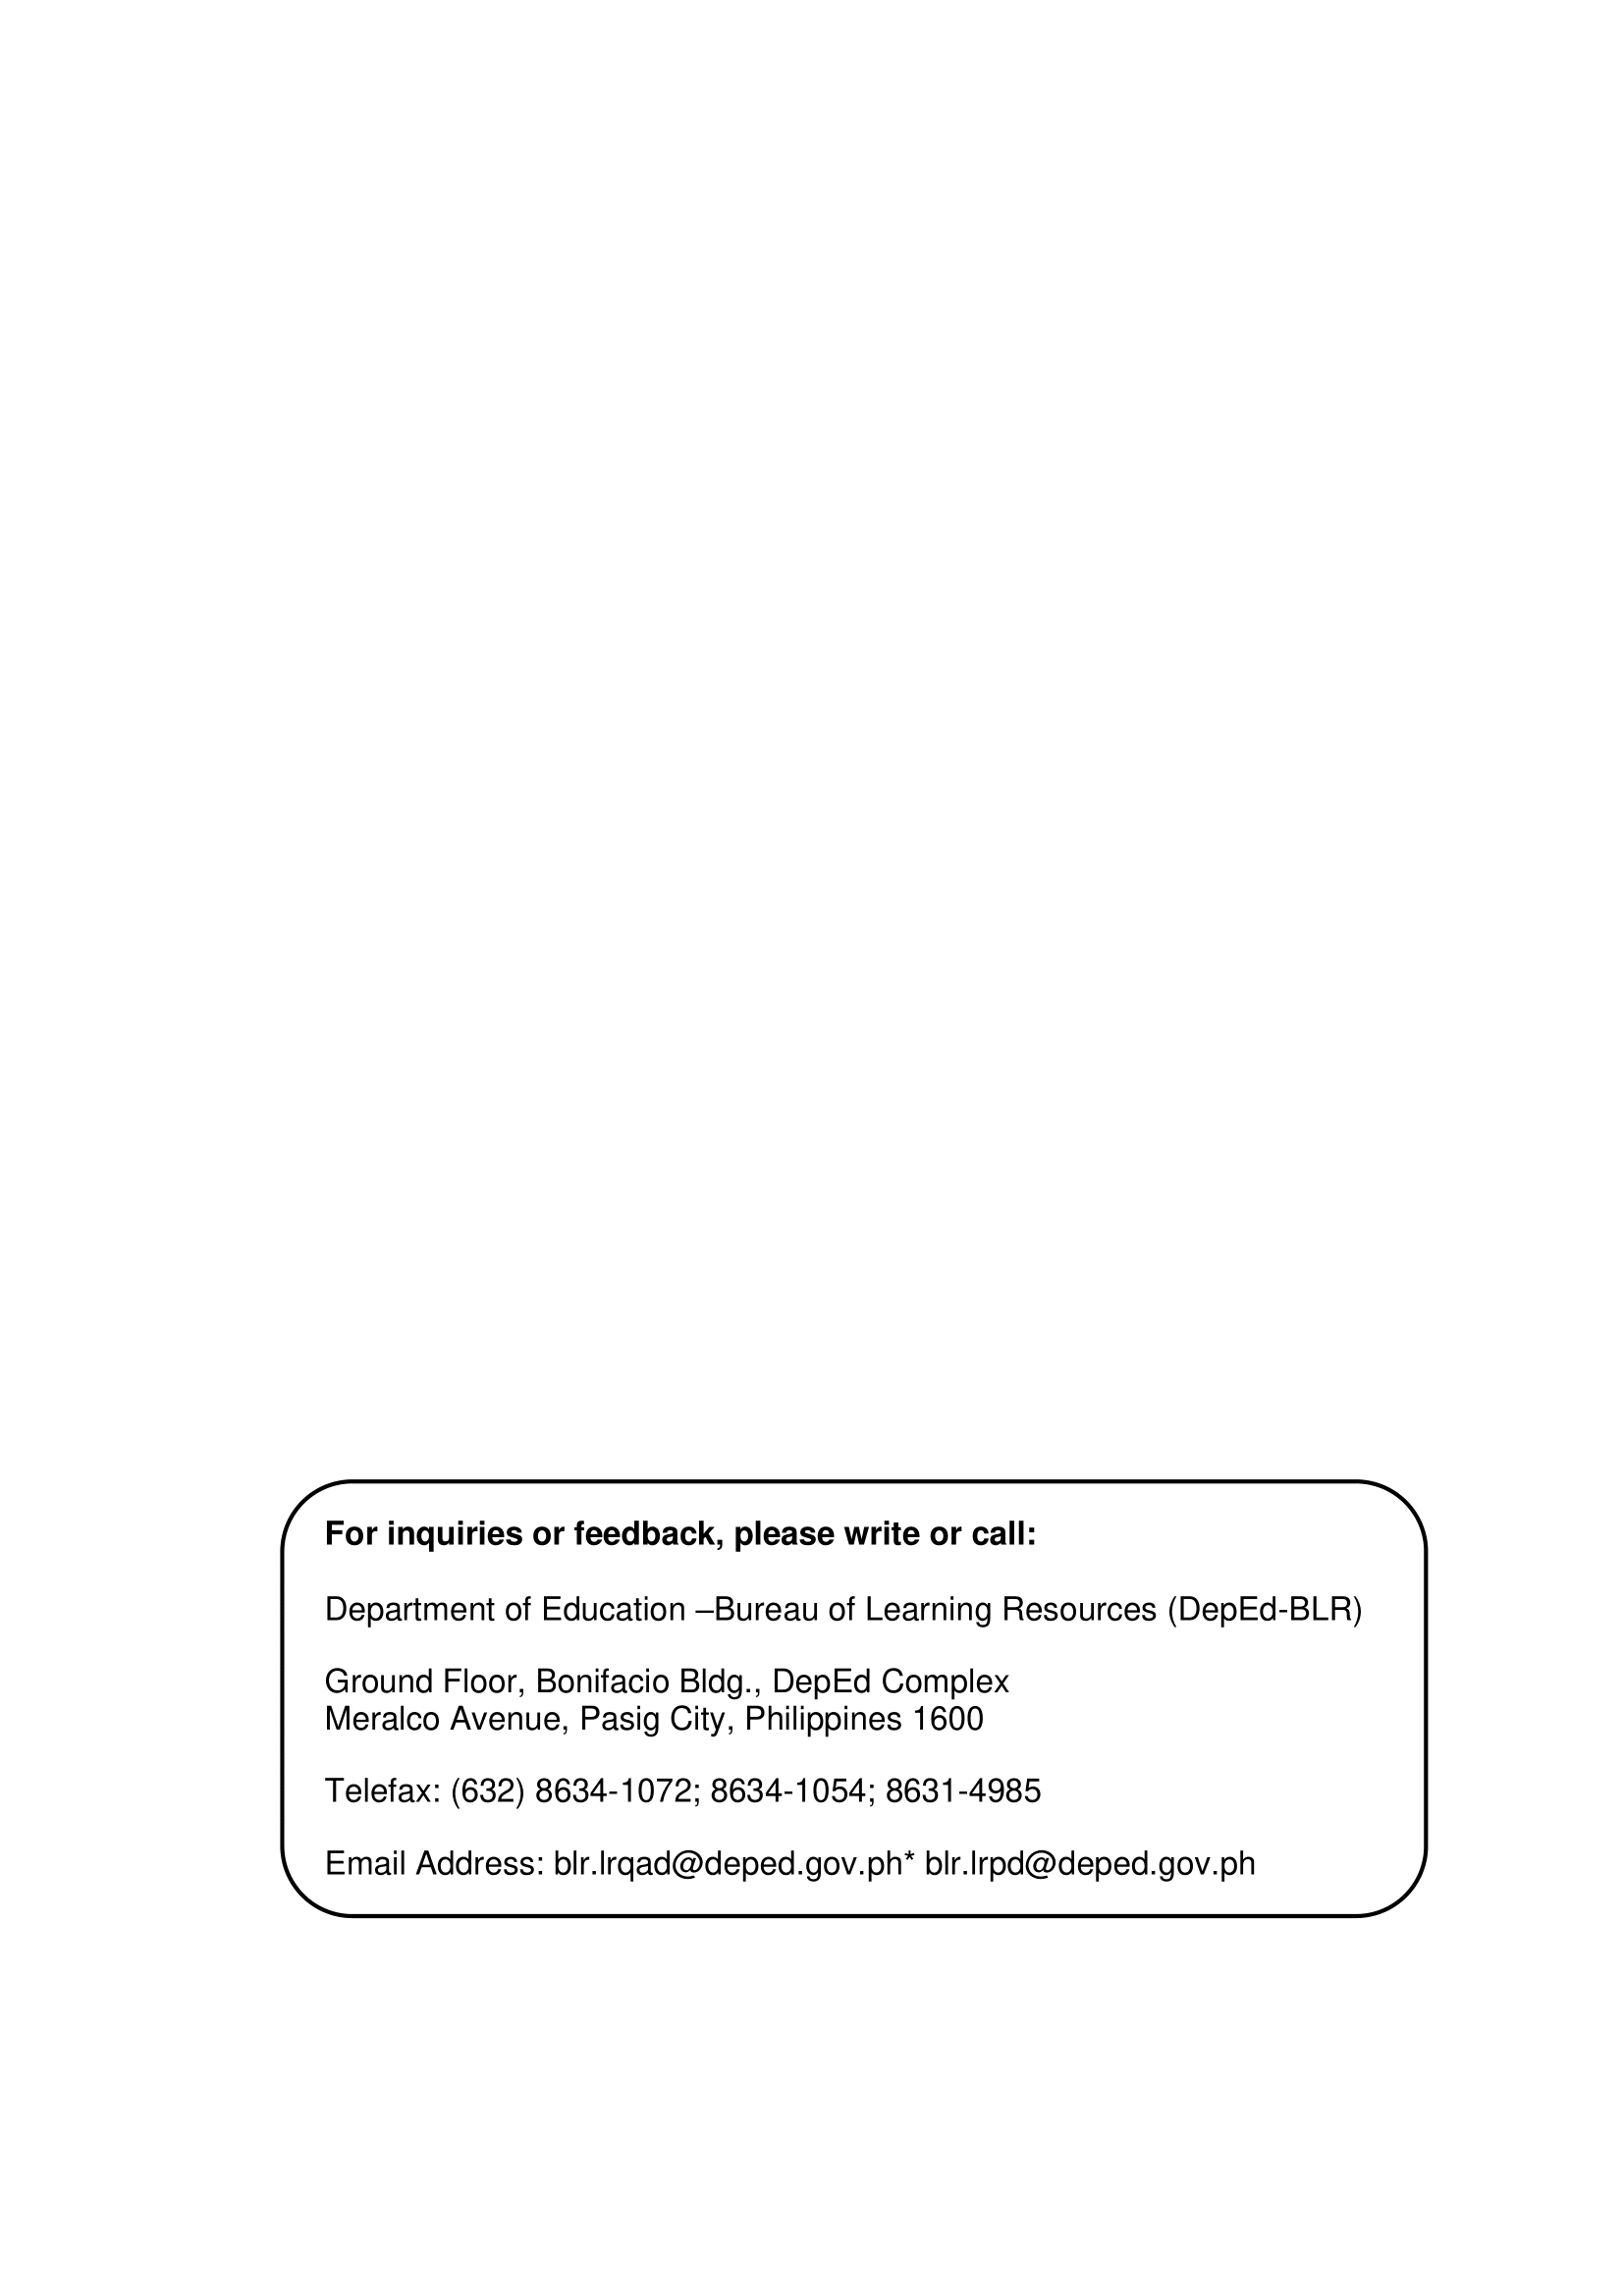 For inquiries or feedback, please write or call:
Department of Education –Bureau of Learning Resources (DepEd-BLR)
Ground Floor, Bonifacio Bldg., DepEd Complex
Meralco Avenue, Pasig City, Philippines 1600
Telefax: (632) 8634-1072; 8634-1054; 8631-4985
Email Address: blr.lrqad@deped.gov.ph* blr.lrpd@deped.gov.ph